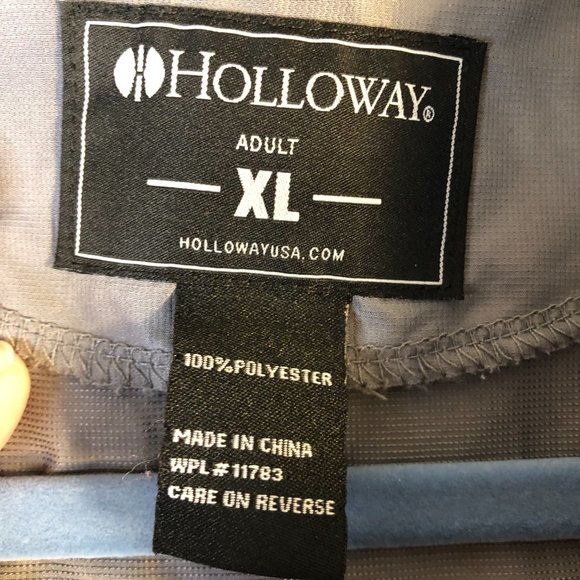 HOLLOWAY®
ADULT
XL
HOLLOWAYUSA.COM
100%POLYESTER
MADE IN CHINA
WPL#11783
CARE ON REVERSE